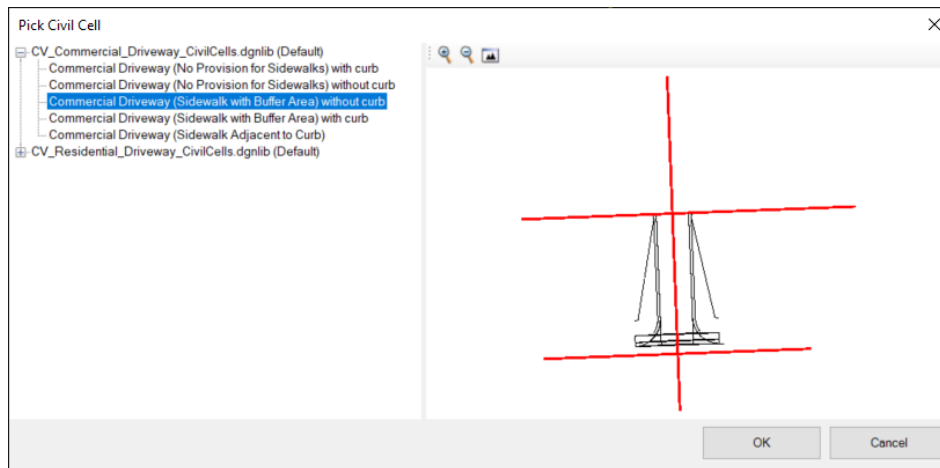 Pick Civil Cell
CV_Commercial_Driveway_CivilCells.dgnlib (Default)
Commercial Driveway (No Provision for Sidewalks) with curb
Commercial Driveway (No Provision for Sidewalks) without curb
Commercial Driveway (Sidewalk with Buffer Area) without curb
Commercial Driveway (Sidewalk with Buffer Area) with curb
Commercial Driveway (Sidewalk Adjacent to Curb)
CV_Residential_Driveway_CivilCells.dgnlib (Default)
OK
Cancel